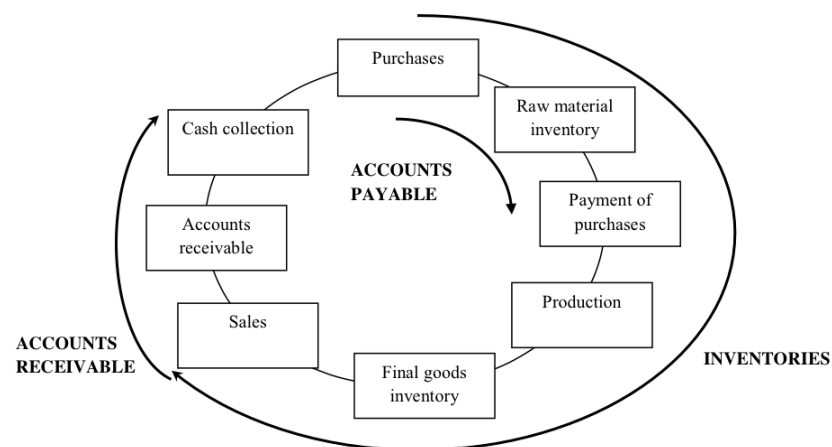 Purchases
Raw material
inventory
Cash collection
ACCOUNTS
PAYABLE
Payment of
purchases
Accounts
receivable
Production
Sales
ACCOUNTS
RECEIVABLE
Final goods
inventory
INVENTORIES